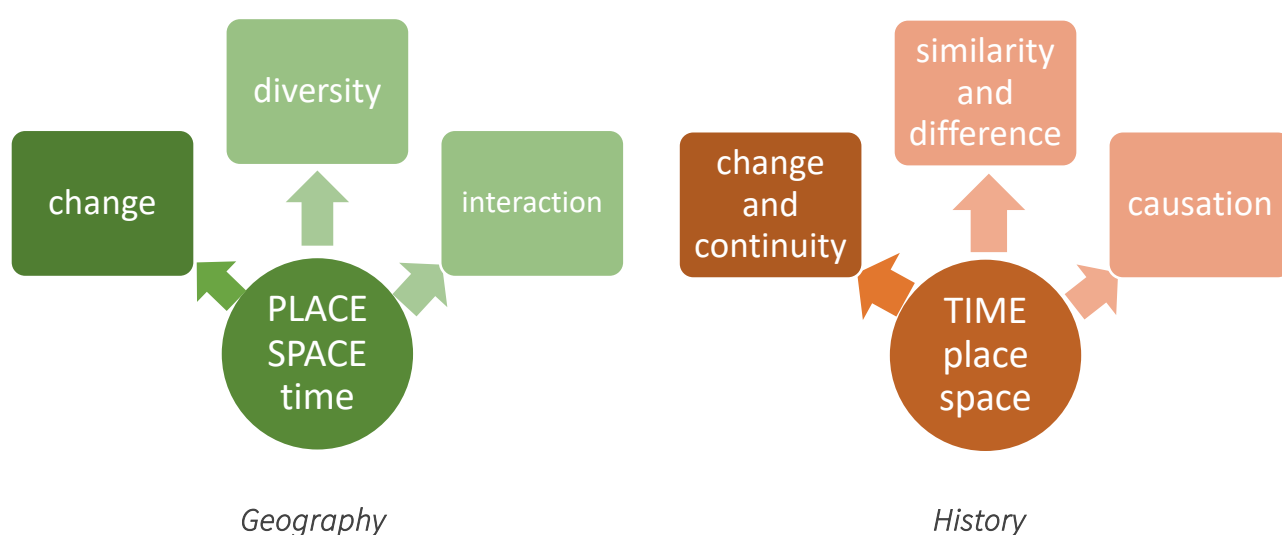 diversity
change
interaction
PLACE
SPACE
time
Geography
similarity
and
difference
change
and
continuity
causation
TIME
place
space
History